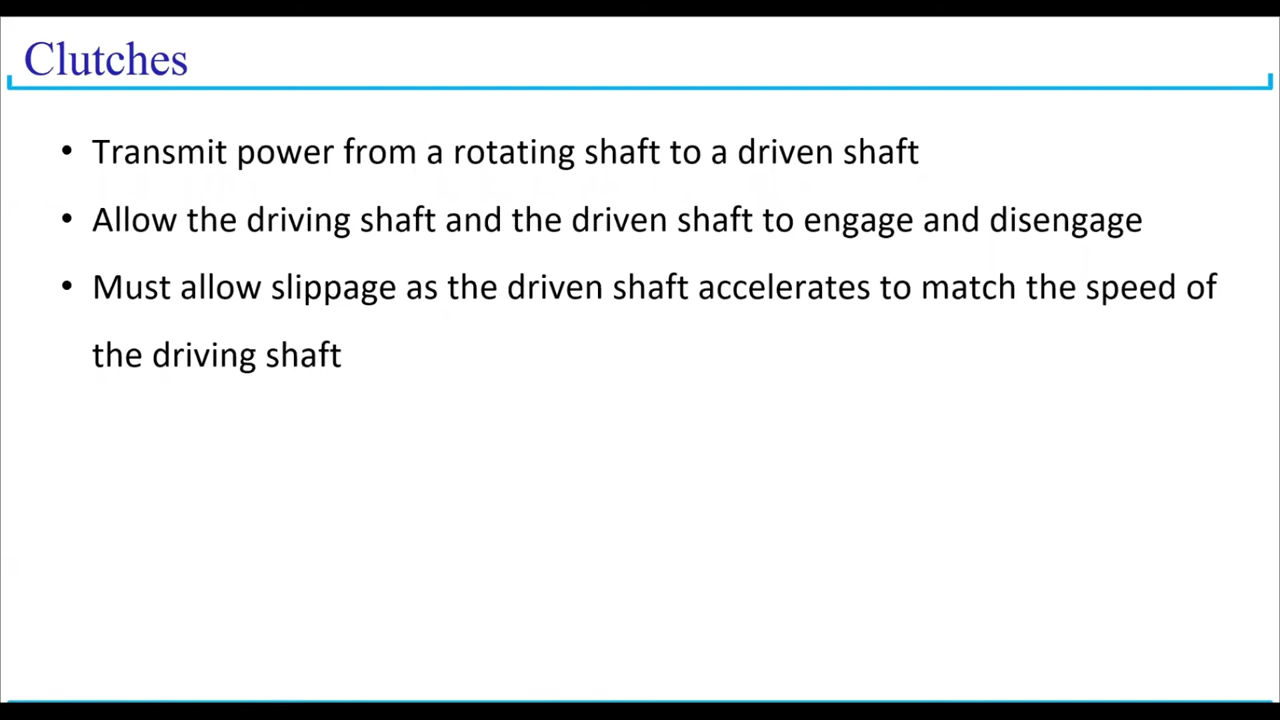 Clutches
• Transmit power from a rotating shaft to a driven shaft
• Allow the driving shaft and the driven shaft to engage and disengage
• Must allow slippage as the driven shaft accelerates to match the speed of
the driving shaft